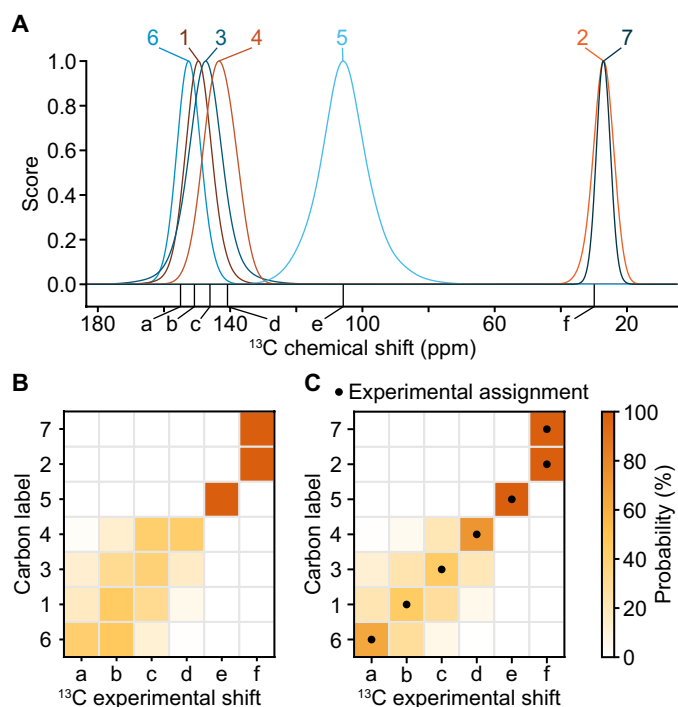 A
6 1 3 4 5 2 7
1.0
0.8
0.6
0.4
0.2
0.0
Score
180 140 100 60 20
a b c d e f
¹³C chemical shift (ppm)
B
C • Experimental assignment
7
2
5
4
3
1
6
Carbon label
a b c d e f
¹³C experimental shift
7
2
5
4
3
1
6
Carbon label
a b c d e f
¹³C experimental shift
100
80
60
40
20
0
Probability (%)